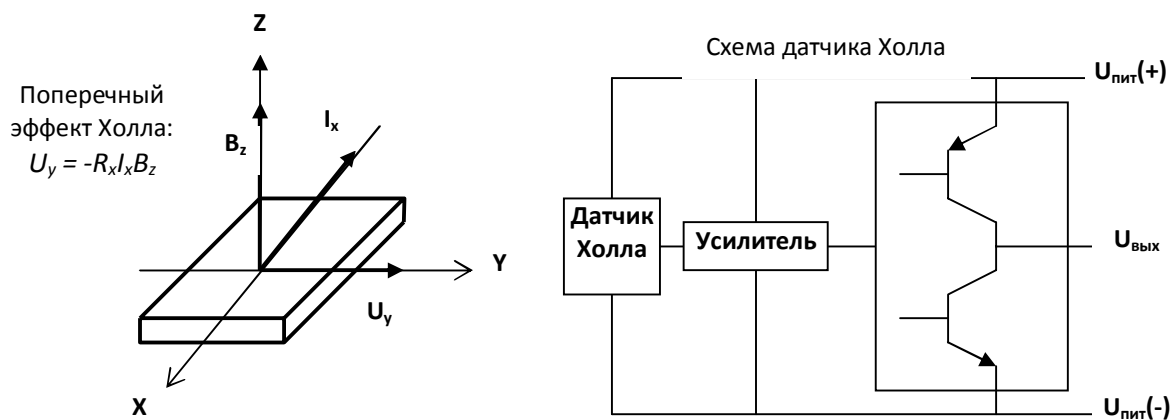 Поперечный
эффект Холла:
Uy = -RxIxBz
Z
Bz
Ix
Y
Uy
X
Схема датчика Холла
Uпит(+)
Датчик
Холла
Усилитель
Uвых
Uпит(-)